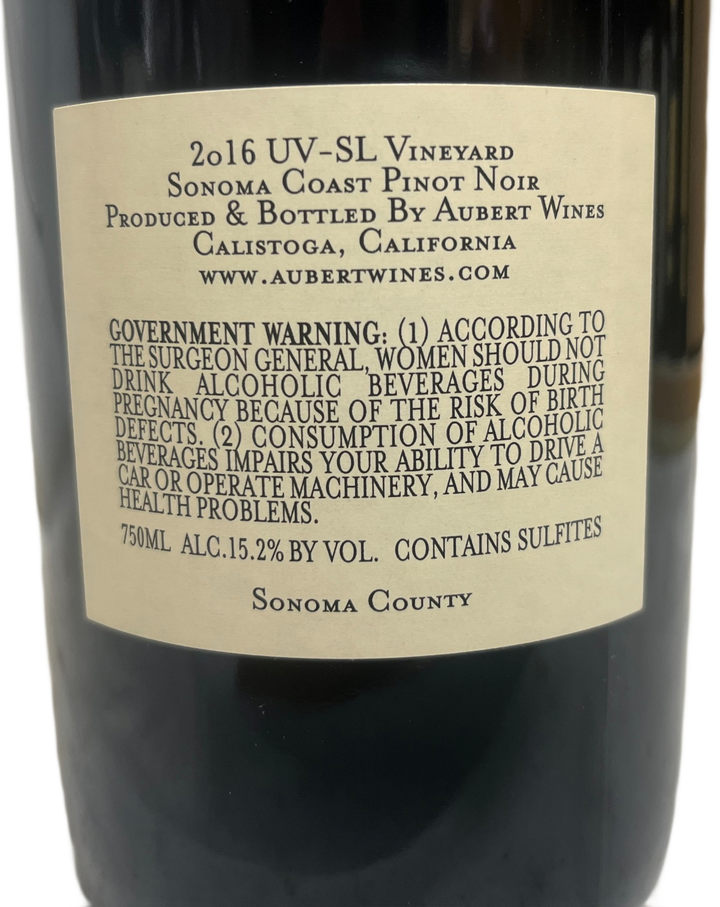 2016 UV-SL Vineyard
Sonoma Coast Pinot Noir
Produced & Bottled By Aubert Wines
Calistoga, California
www.aubertwines.com
GOVERNMENT WARNING: (1) ACCORDING TO
THE SURGEON GENERAL, WOMEN SHOULD NOT
DRINK ALCOHOLIC BEVERAGES DURING
PREGNANCY BECAUSE OF THE RISK OF BIRTH
DEFECTS. (2) CONSUMPTION OF ALCOHOLIC
BEVERAGES IMPAIRS YOUR ABILITY TO DRIVE A
CAR OR OPERATE MACHINERY, AND MAY CAUSE
HEALTH PROBLEMS.
750ML ALC.15.2% BY VOL. CONTAINS SULFITES
Sonoma County